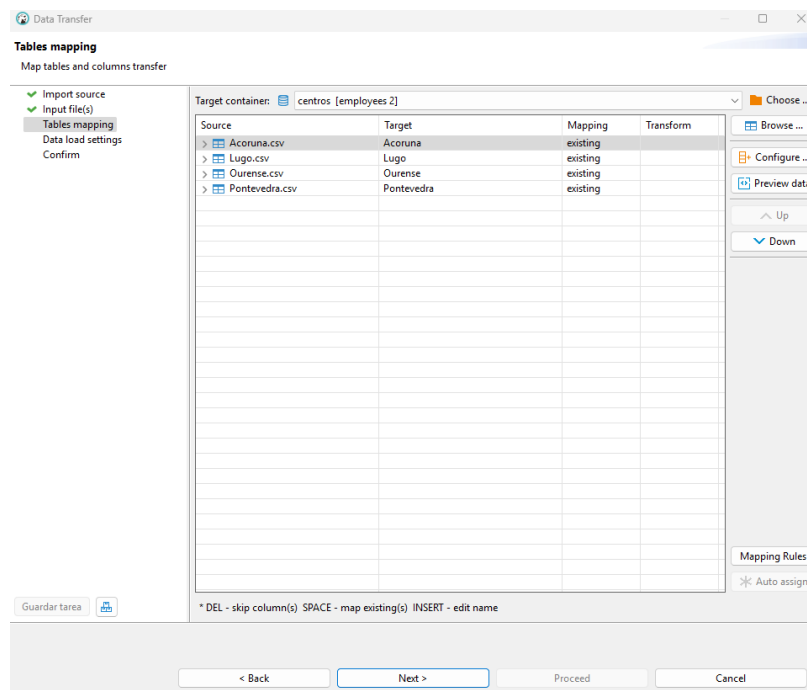 Data Transfer
Tables mapping
Map tables and columns transfer
Import source
Input file(s)
Tables mapping
Data load settings
Confirm
Target container: centros [employees 2] Choose ...
Source Target Mapping Transform
Acoruna.csv Acoruna existing
Lugo.csv Lugo existing
Ourense.csv Ourense existing
Pontevedra.csv Pontevedra existing
Browse ...
Configure ..
Preview data
Up
Down
Mapping Rules
Auto assign
* DEL - skip column(s) SPACE - map existing(s) INSERT - edit name
Guardar tarea
< Back Next > Proceed Cancel